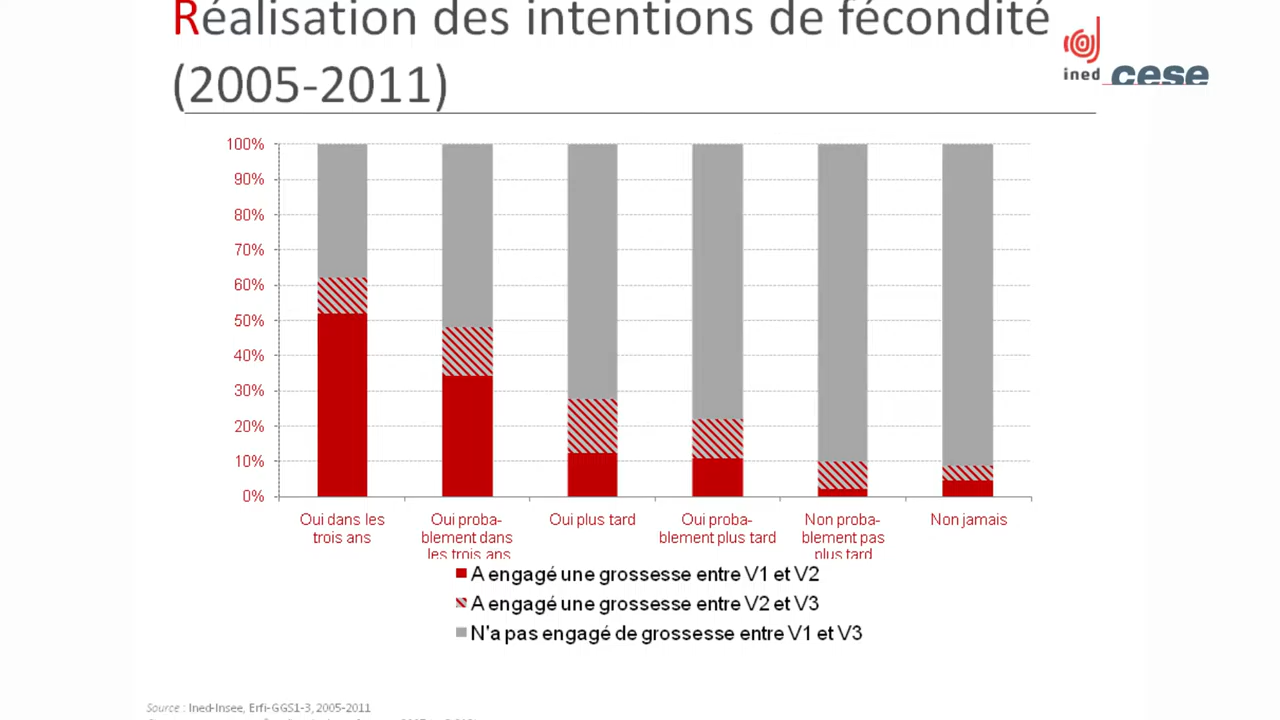 Réalisation des intentions de fécondité
(2005-2011)
ined
cese
100%
90%
80%
70%
60%
50%
40%
30%
20%
10%
0%
Oui dans les
trois ans
Oui proba-
blement dans
les trois ans
Oui plus tard
Oui proba-
blement plus tard
Non proba-
blement pas
plus tard
Non jamais
A engagé une grossesse entre V1 et V2
A engagé une grossesse entre V2 et V3
N'a pas engagé de grossesse entre V1 et V3
Source : Ined-Insee, Erfi-GGS1-3, 2005-2011